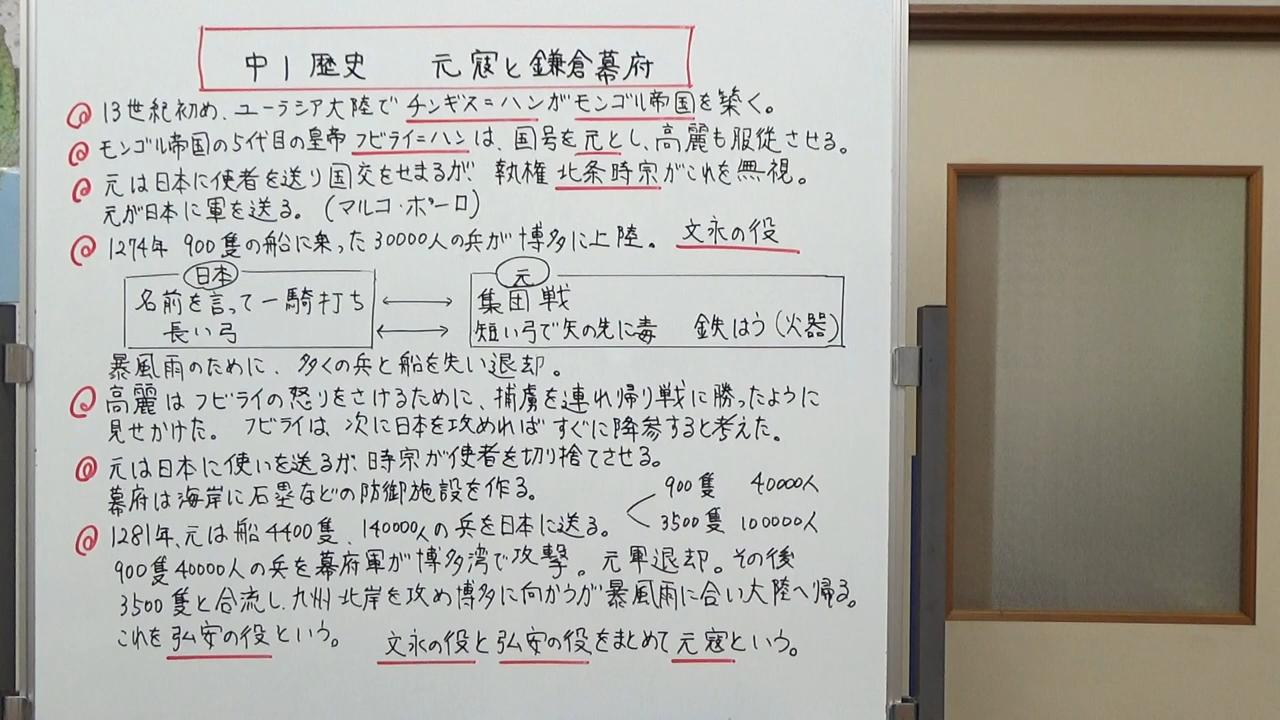 中1歴史 元寇と鎌倉幕府
13世紀初め、ユーラシア大陸でチンギス=ハンがモンゴル帝国を築く。
モンゴル帝国の5代目の皇帝フビライ=ハンは、国号を元とし、高麗も服従させる。
元は日本に使者を送り国交をせまるが、執権北条時宗がこれを無視。
元が日本に軍を送る。(マルコ・ポーロ)
1274年 900隻の船に乗った30000人の兵が博多に上陸。 文永の役
日本
名前を言って一騎打ち
長い弓
元
集団戦
短い弓で矢の先に毒 鉄はう(火器)
暴風雨のために、多くの兵と船を失い退却。
高麗はフビライの怒りをさけるために、捕虜を連れ帰り戦に勝ったように
見せかけた。 フビライは、次に日本を攻めればすぐに降参すると考えた。
元は日本に使いを送るが、時宗が使者を切り捨てさせる。
幕府は海岸に石塁などの防御施設を作る。
900隻 40000人
3500隻 100000人
1281年、元は船4400隻、140000人の兵を日本に送る。
900隻40000人の兵を幕府軍が博多湾で攻撃。元軍退却。その後
3500隻と合流し、九州北岸を攻め博多に向かうが暴風雨に合い大陸へ帰る。
これを弘安の役という。 文永の役と弘安の役をまとめて元寇という。